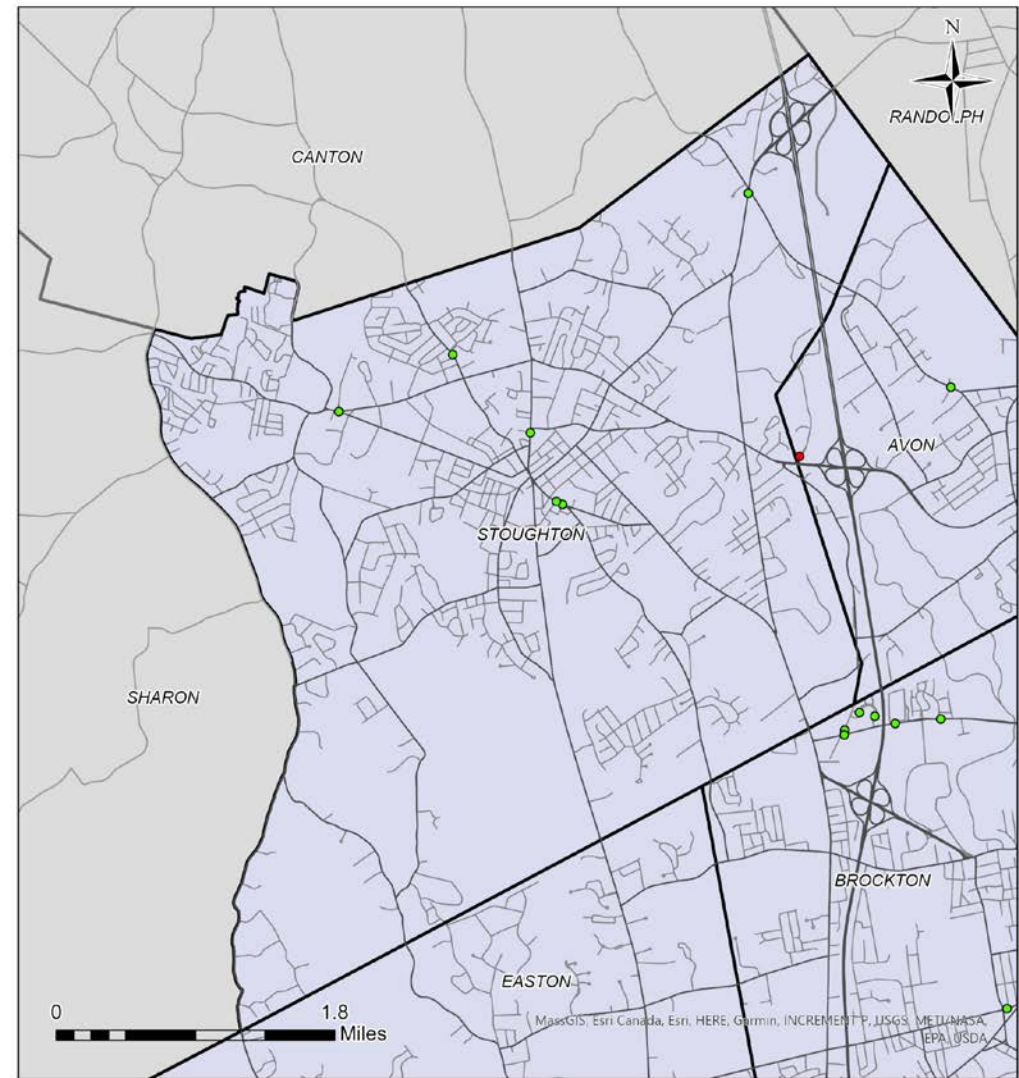 N
RANDOLPH
CANTON
AVON
STOUGHTON
SHARON
BROCKTON
EASTON
0 1.8
Miles
MassGIS, Esri Canada, Esri, HERE, Garmin, INCREMENT P, USGS, METI/NASA,
EPA, USDA